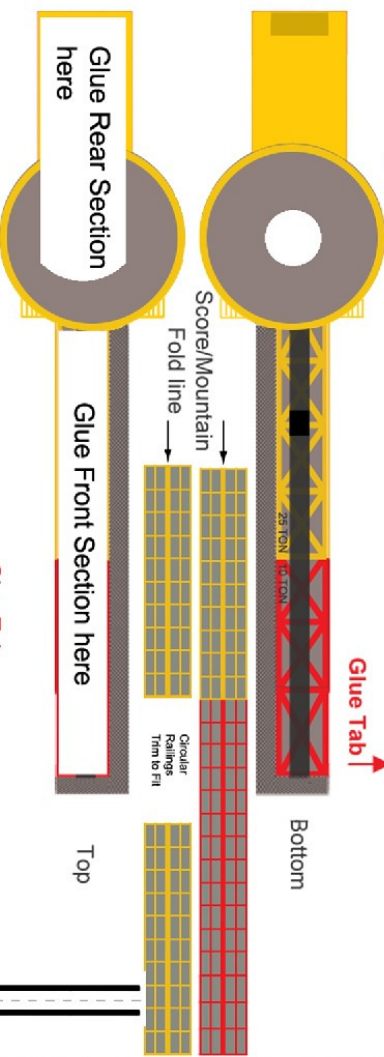 Glue Rear Section
here
Score/Mountain
Fold line
25 TON
10 TON
Glue Front Section here
Circular
Railings
Trim to Fit
Glue Tab
Bottom
Top